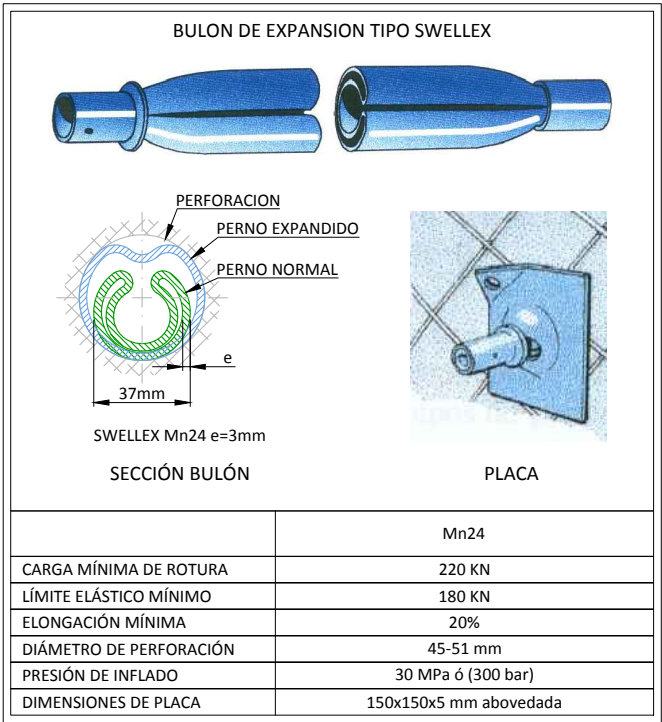 BULON DE EXPANSION TIPO SWELLEX
PERFORACION
PERNO EXPANDIDO
PERNO NORMAL
e
37mm
SWELLEX Mn24 e=3mm
SECCIÓN BULÓN
PLACA
Mn24
CARGA MÍNIMA DE ROTURA 220 KN
LÍMITE ELÁSTICO MÍNIMO 180 KN
ELONGACIÓN MÍNIMA 20%
DIÁMETRO DE PERFORACIÓN 45-51 mm
PRESIÓN DE INFLADO 30 MPa ó (300 bar)
DIMENSIONES DE PLACA 150x150x5 mm abovedada